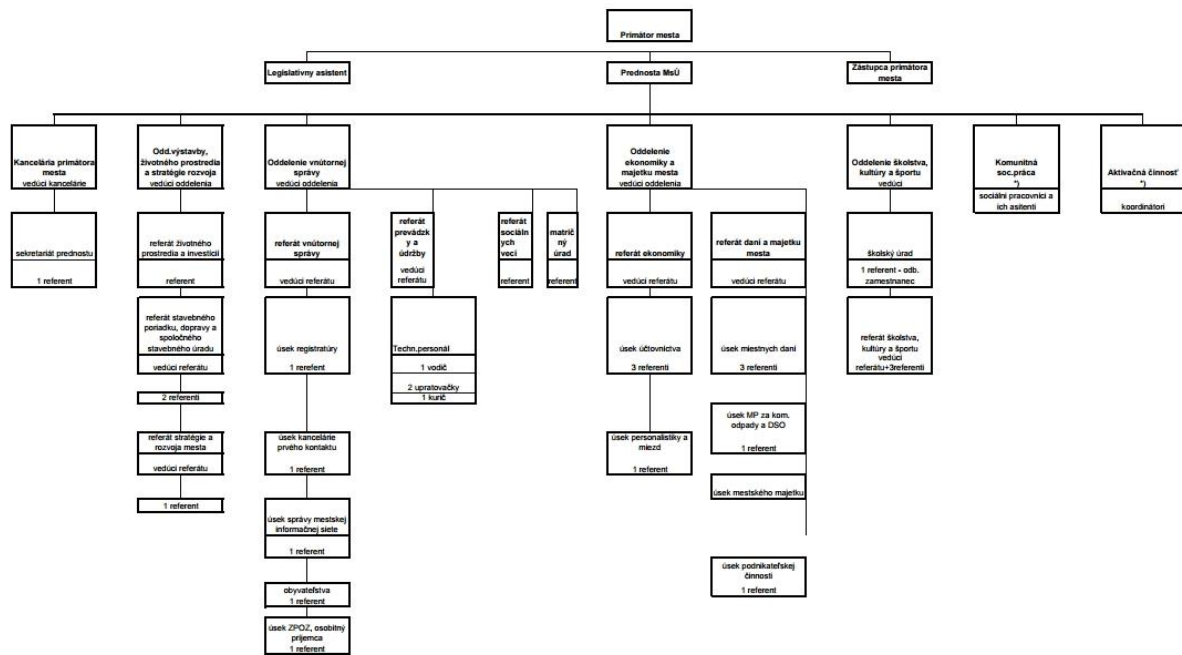 Primátor mesta
Legislatívny asistent
Prednosta MsÚ
Zástupca primátora
mesta
Kancelária primátora
mesta
vedúci kancelárie
sekretariát prednostu
1 referent
Odd.výstavby,
životného prostredia
a stratégie rozvoja
vedúci oddelenia
referát životného
prostredia a investícií
referent
referát stavebného
poriadku, dopravy a
spoločného
stavebného úradu
vedúci referátu
2 referenti
referát stratégie a
rozvoja mesta
vedúci referátu
1 referent
Oddelenie vnútornej
správy
vedúci oddelenia
referát vnútornej
správy
vedúci referátu
úsek registratúry
1 rerefent
úsek kancelárie
prvého kontaktu
1 referent
úsek správy mestskej
informačnej siete
1 referent
obyvateľstva
1 referent
úsek ZPOZ, osobitný
príjemca
1 referent
referát
prevádzk
y a
údržby
vedúci
referátu
Techn.personál
1 vodič
2 upratovačky
1 kurič
referát
sociálny
ch vecí
referent
matrič
ný
úrad
referent
Oddelenie
ekonomiky a
majetku mesta
vedúci oddelenia
referát ekonomiky
vedúci referátu
úsek účtovníctva
3 referenti
úsek personalistiky a
miezd
1 referent
referát daní a majetku
mesta
vedúci referátu
úsek miestnych daní
3 referenti
úsek MP za kom.
odpady a DSO
1 referent
úsek mestského majetku
úsek podnikateľskej
činnosti
1 referent
Oddelenie školstva,
kultúry a športu
vedúci
školský úrad
1 referent - odb.
zamestnanec
referát školstva,
kultúry a športu
vedúci
referátu+3referenti
Komunitná
soc.práca
*)
sociálni pracovníci a
ich asitenti
Aktivačná činnosť
*)
koordinátori